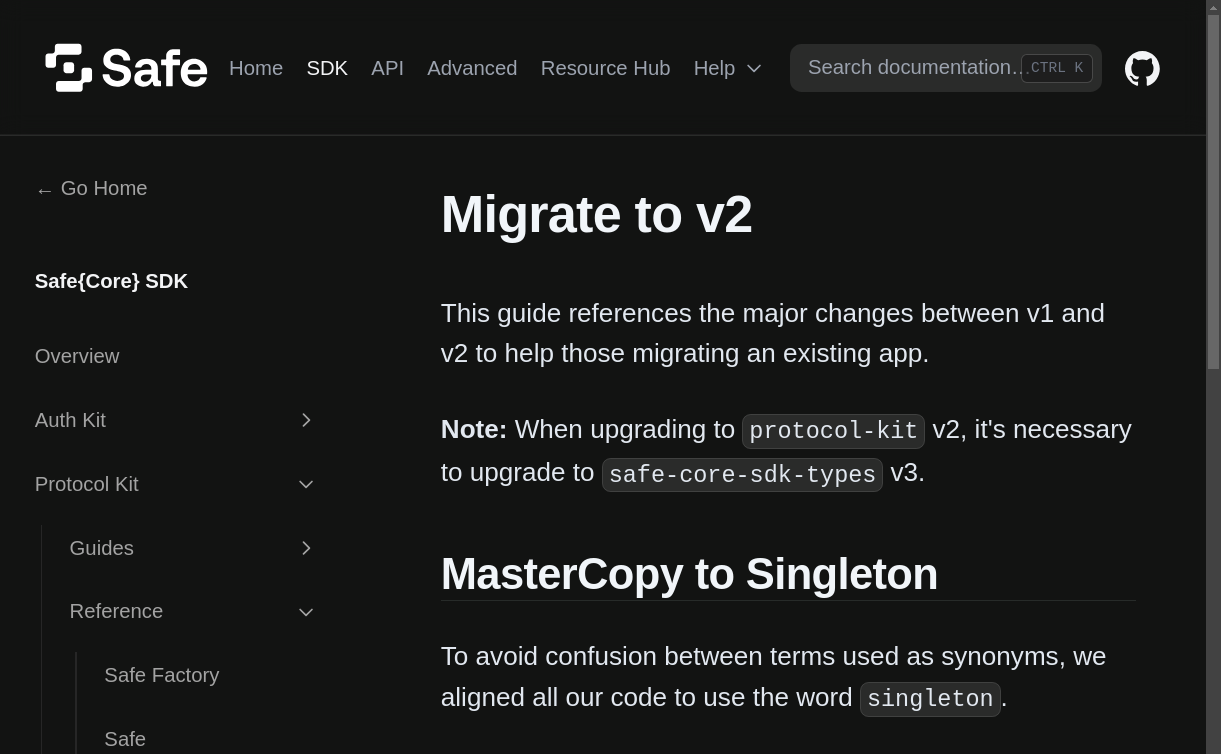 Safe
Home SDK API Advanced Resource Hub Help
Search documentation… CTRL K
← Go Home
Safe{Core} SDK
Overview
Auth Kit
Protocol Kit
Guides
Reference
Safe Factory
Safe
Migrate to v2
This guide references the major changes between v1 and
v2 to help those migrating an existing app.
Note: When upgrading to protocol-kit v2, it's necessary
to upgrade to safe-core-sdk-types v3.
MasterCopy to Singleton
To avoid confusion between terms used as synonyms, we
aligned all our code to use the word singleton.